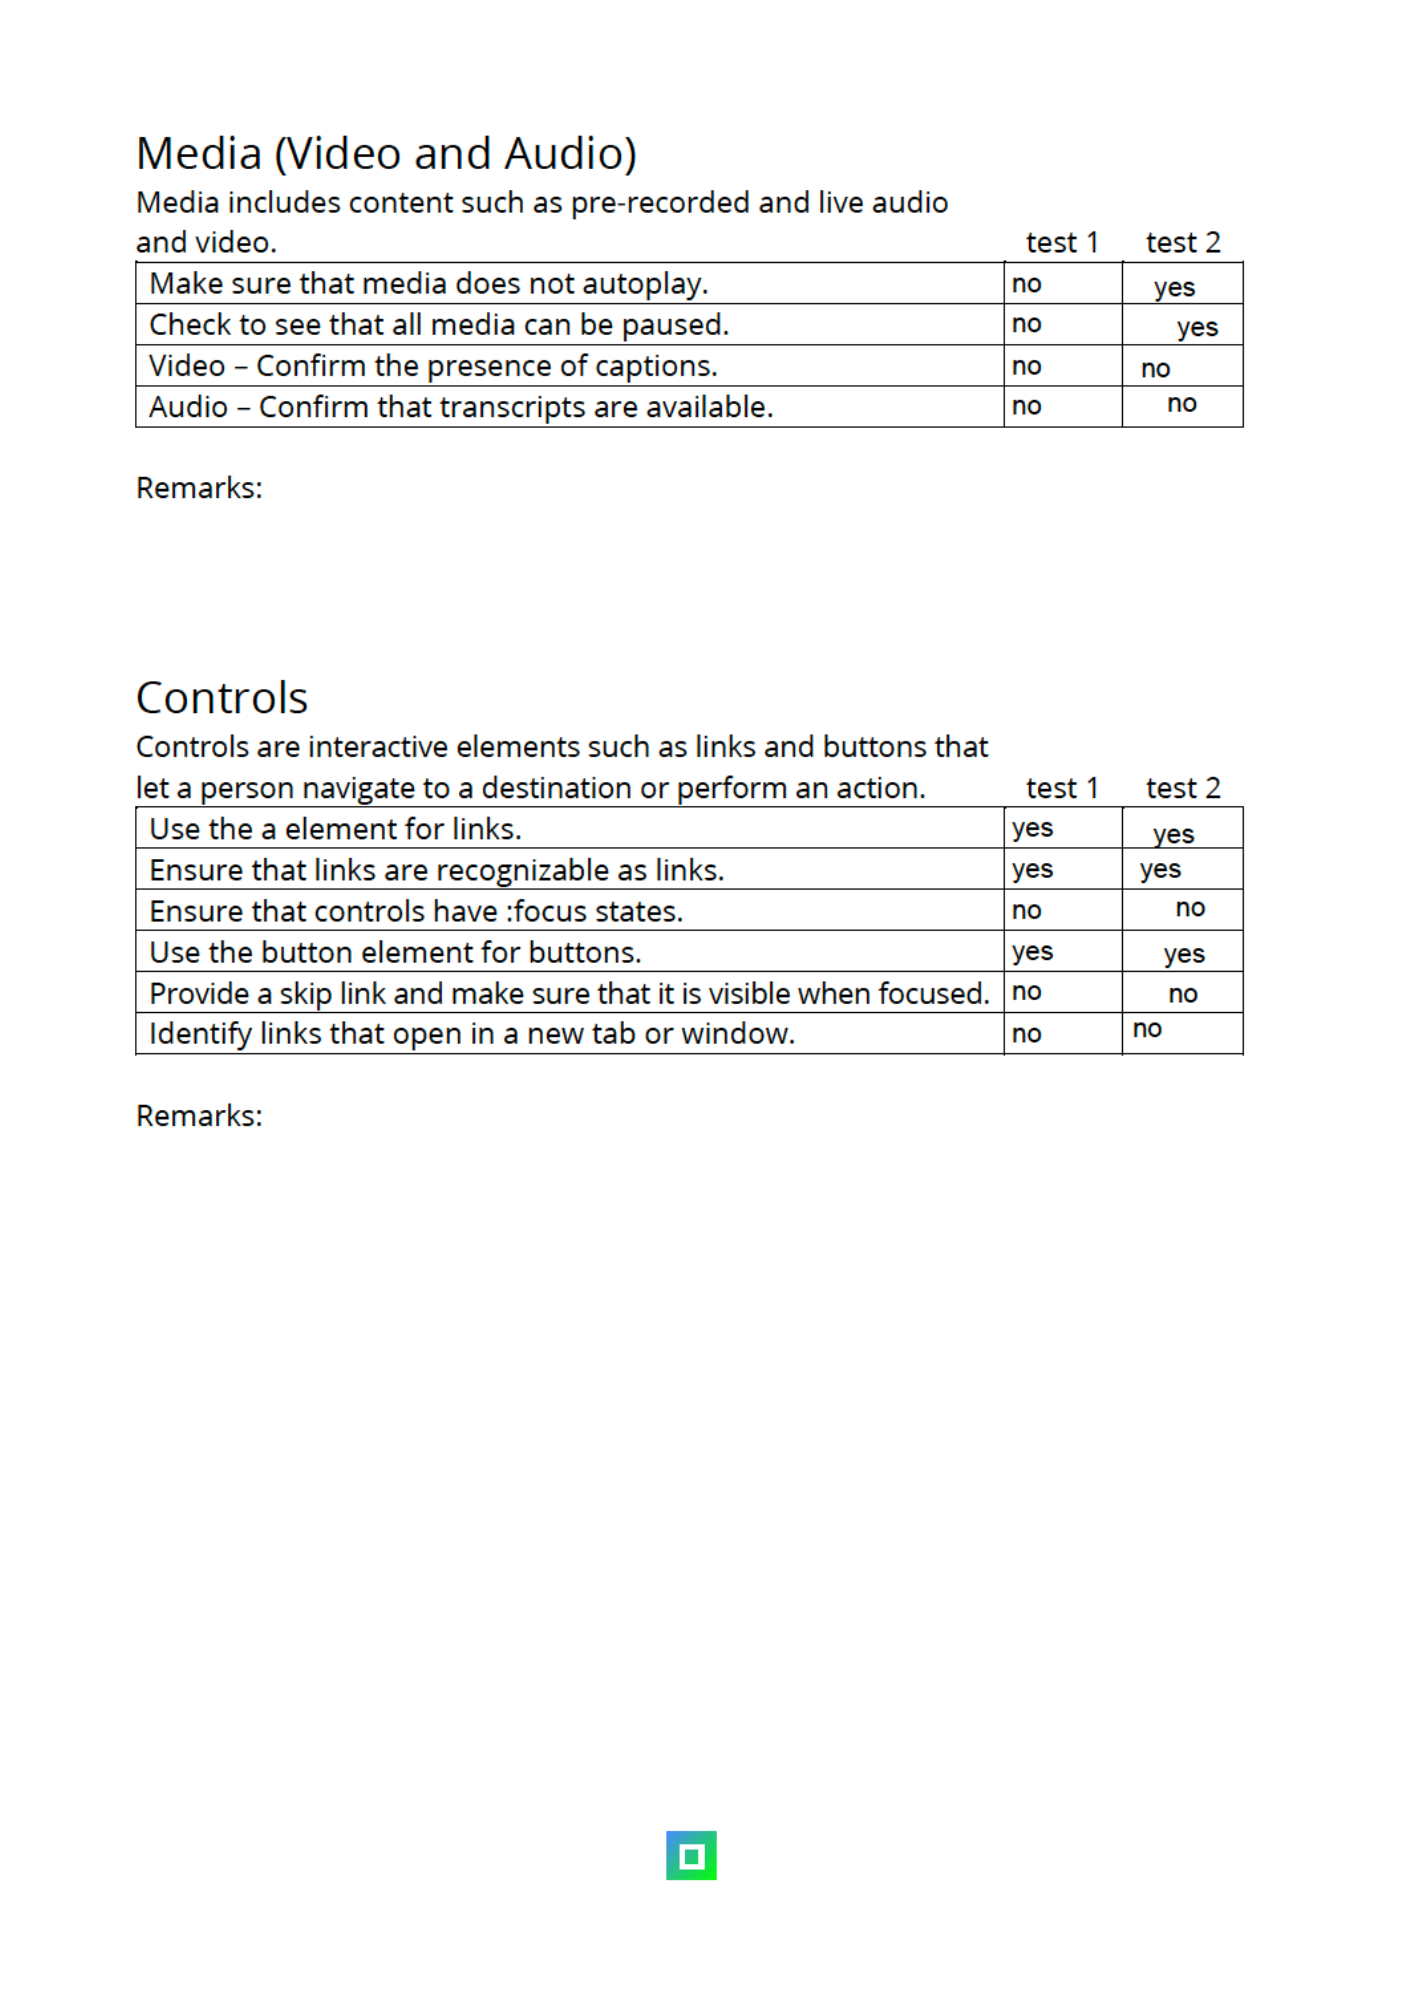 Media (Video and Audio)
Media includes content such as pre-recorded and live audio
and video. test 1 test 2
Make sure that media does not autoplay. no yes
Check to see that all media can be paused. no yes
Video – Confirm the presence of captions. no no
Audio – Confirm that transcripts are available. no no
Remarks:
Controls
Controls are interactive elements such as links and buttons that
let a person navigate to a destination or perform an action. test 1 test 2
Use the a element for links. yes yes
Ensure that links are recognizable as links. yes yes
Ensure that controls have :focus states. no no
Use the button element for buttons. yes yes
Provide a skip link and make sure that it is visible when focused. no no
Identify links that open in a new tab or window. no no
Remarks: